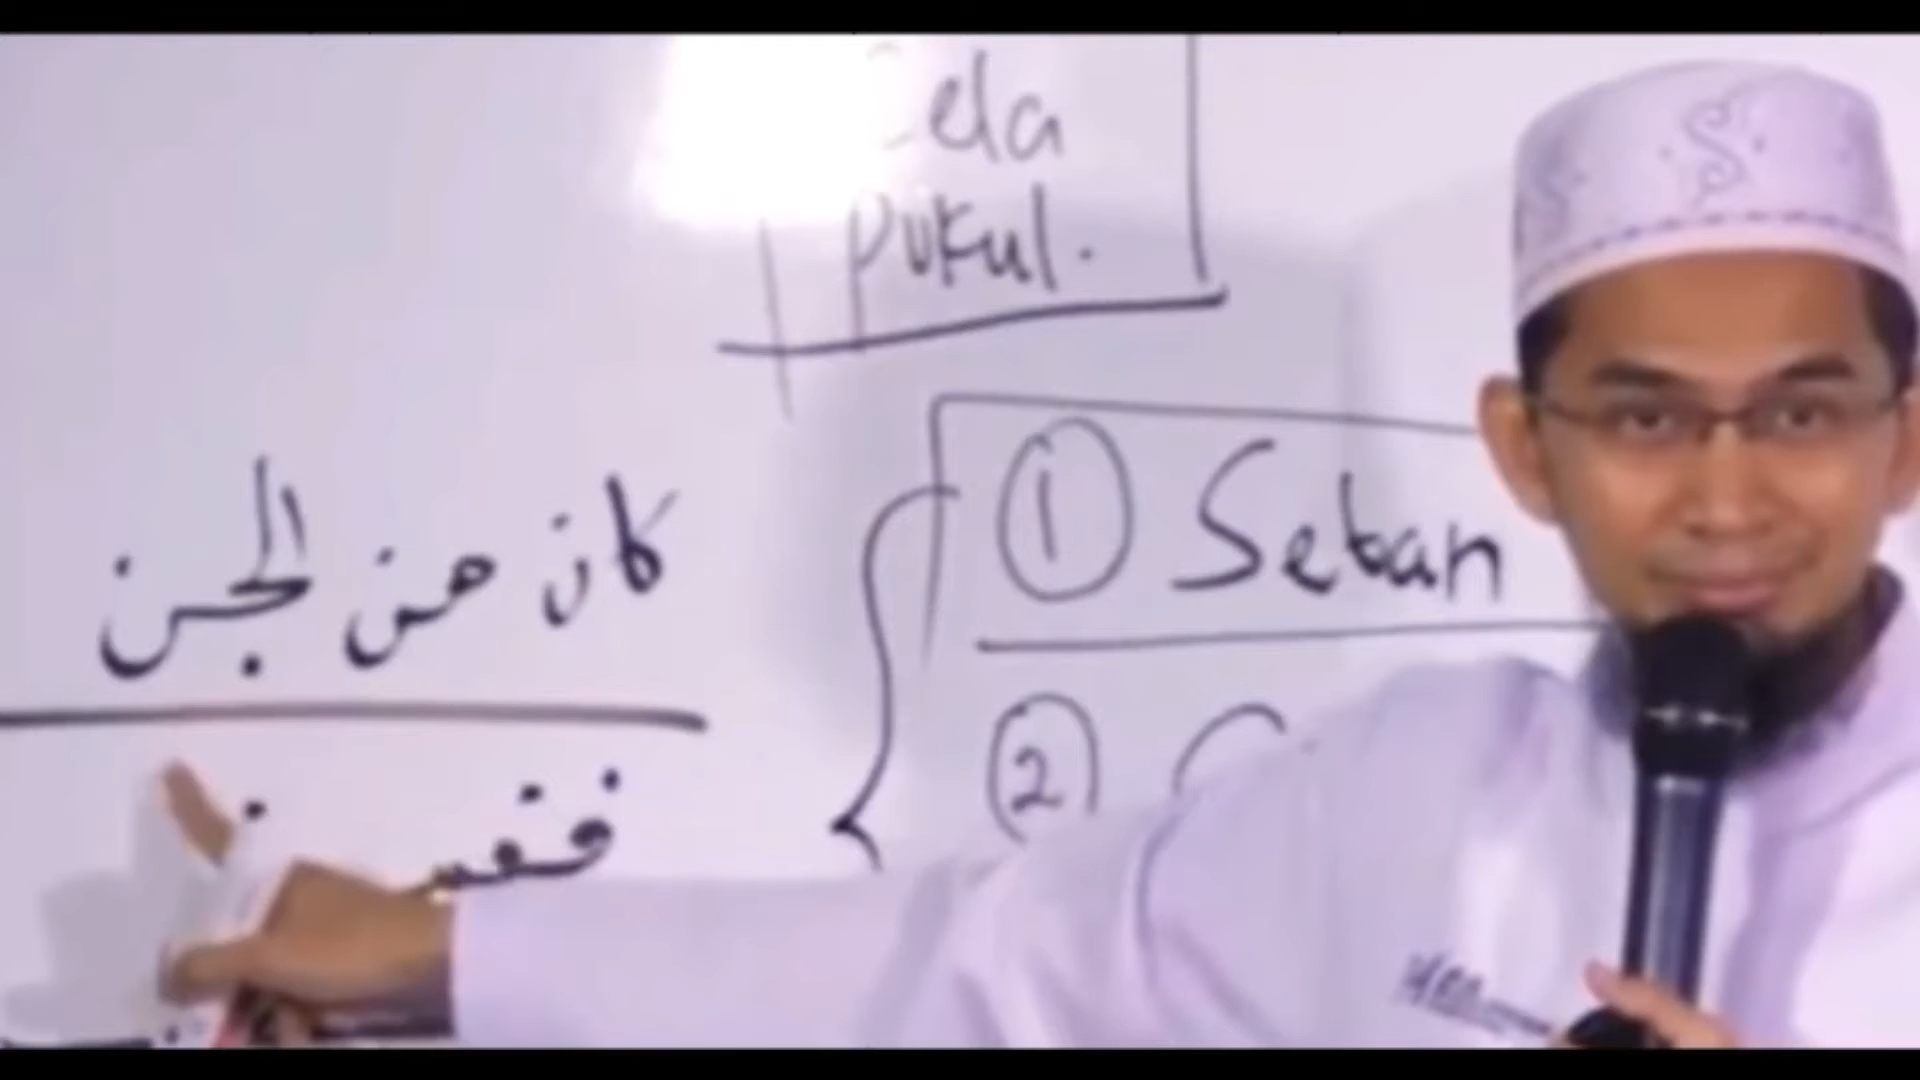 ela
pukul.
كان من الجن
① Setan
②